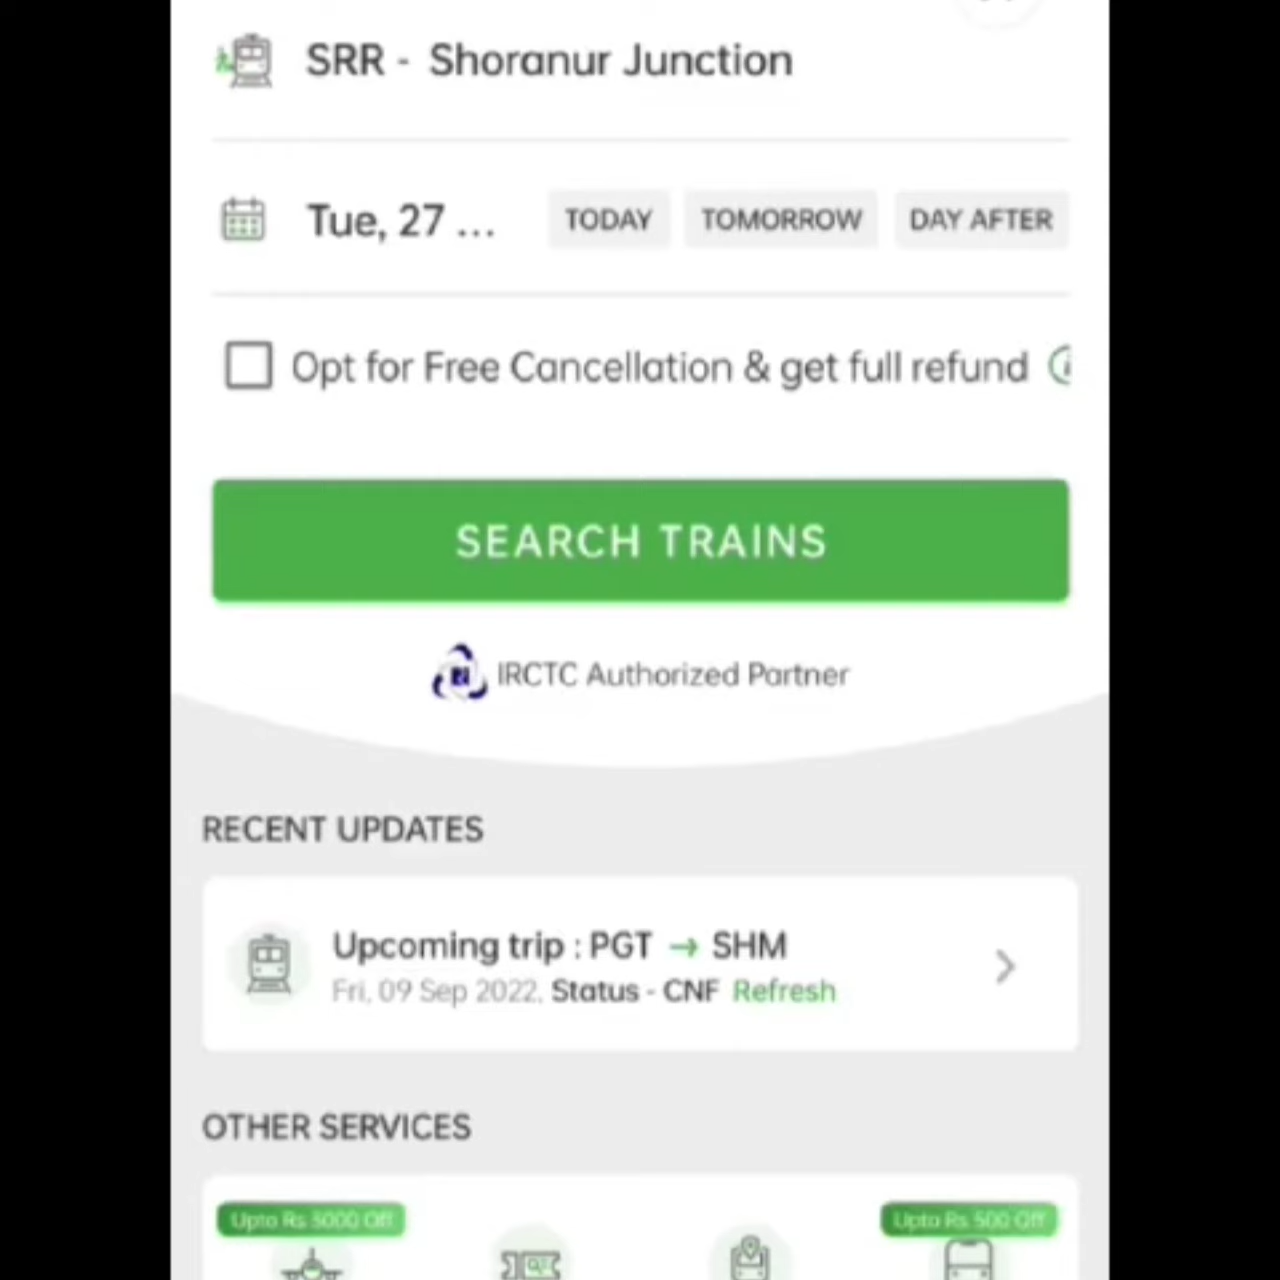 SRR - Shoranur Junction
Tue, 27 ... TODAY TOMORROW DAY AFTER
Opt for Free Cancellation & get full refund
SEARCH TRAINS
IRCTC Authorized Partner
RECENT UPDATES
Upcoming trip : PGT → SHM
Fri, 09 Sep 2022, Status - CNF Refresh
OTHER SERVICES
Upto Rs 3000 Off Upto Rs 500 Off